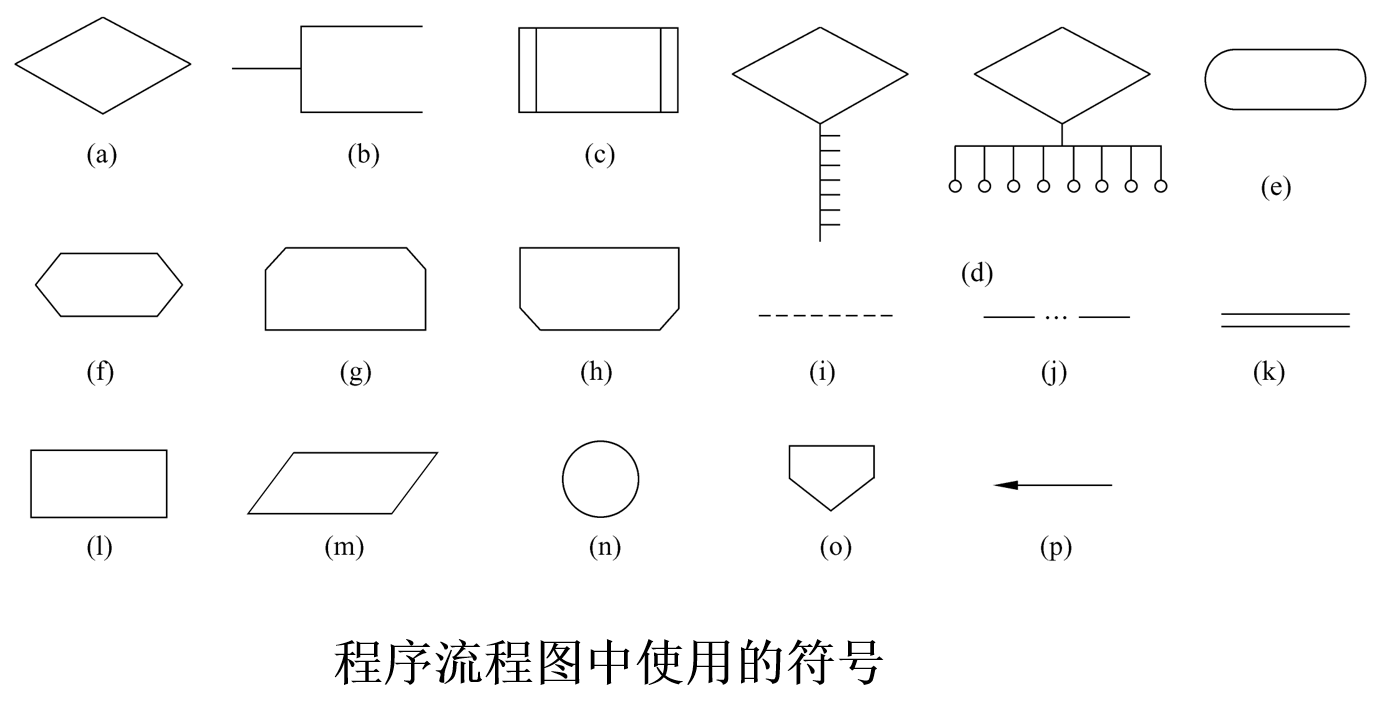 (a) (b) (c) (e)
(d)
(f) (g) (h) (i) (j) (k)
(l) (m) (n) (o) (p)
程序流程图中使用的符号